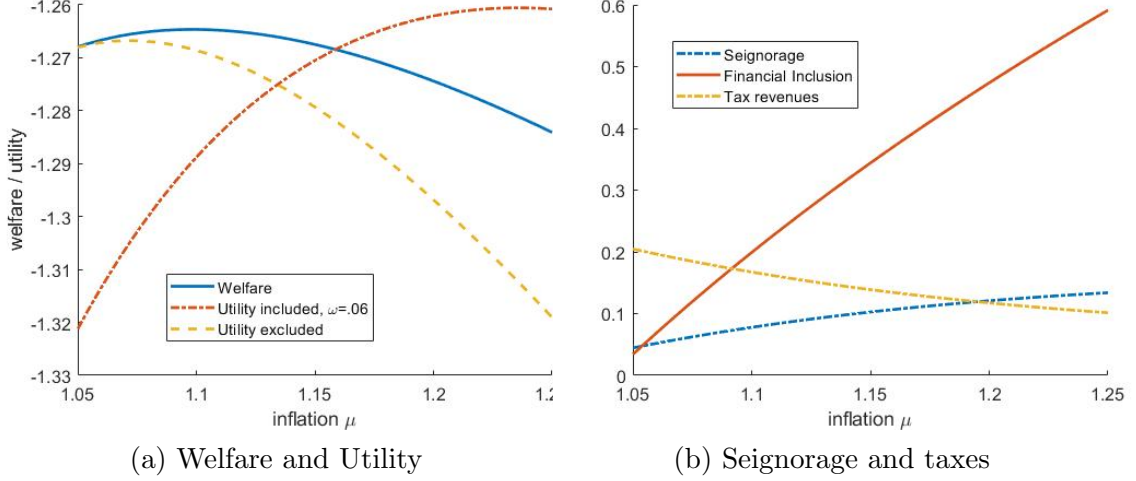 -1.26
-1.27
-1.28
-1.29
-1.3
-1.31
-1.32
-1.33
welfare / utility
Welfare
Utility included, ω=.06
Utility excluded
1.05 1.1 1.15 1.2 1.2
inflation μ
(a) Welfare and Utility
0.6
0.5
0.4
0.3
0.2
0.1
0
Seignorage
Financial Inclusion
Tax revenues
1.05 1.1 1.15 1.2 1.25
inflation μ
(b) Seignorage and taxes